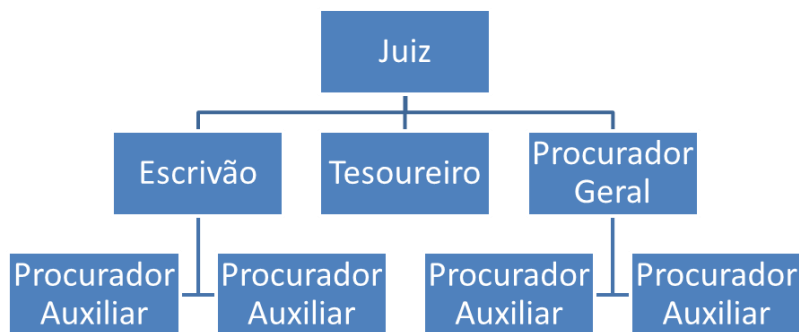 Juiz
Escrivão
Tesoureiro
Procurador
Geral
Procurador
Auxiliar
Procurador
Auxiliar
Procurador
Auxiliar
Procurador
Auxiliar